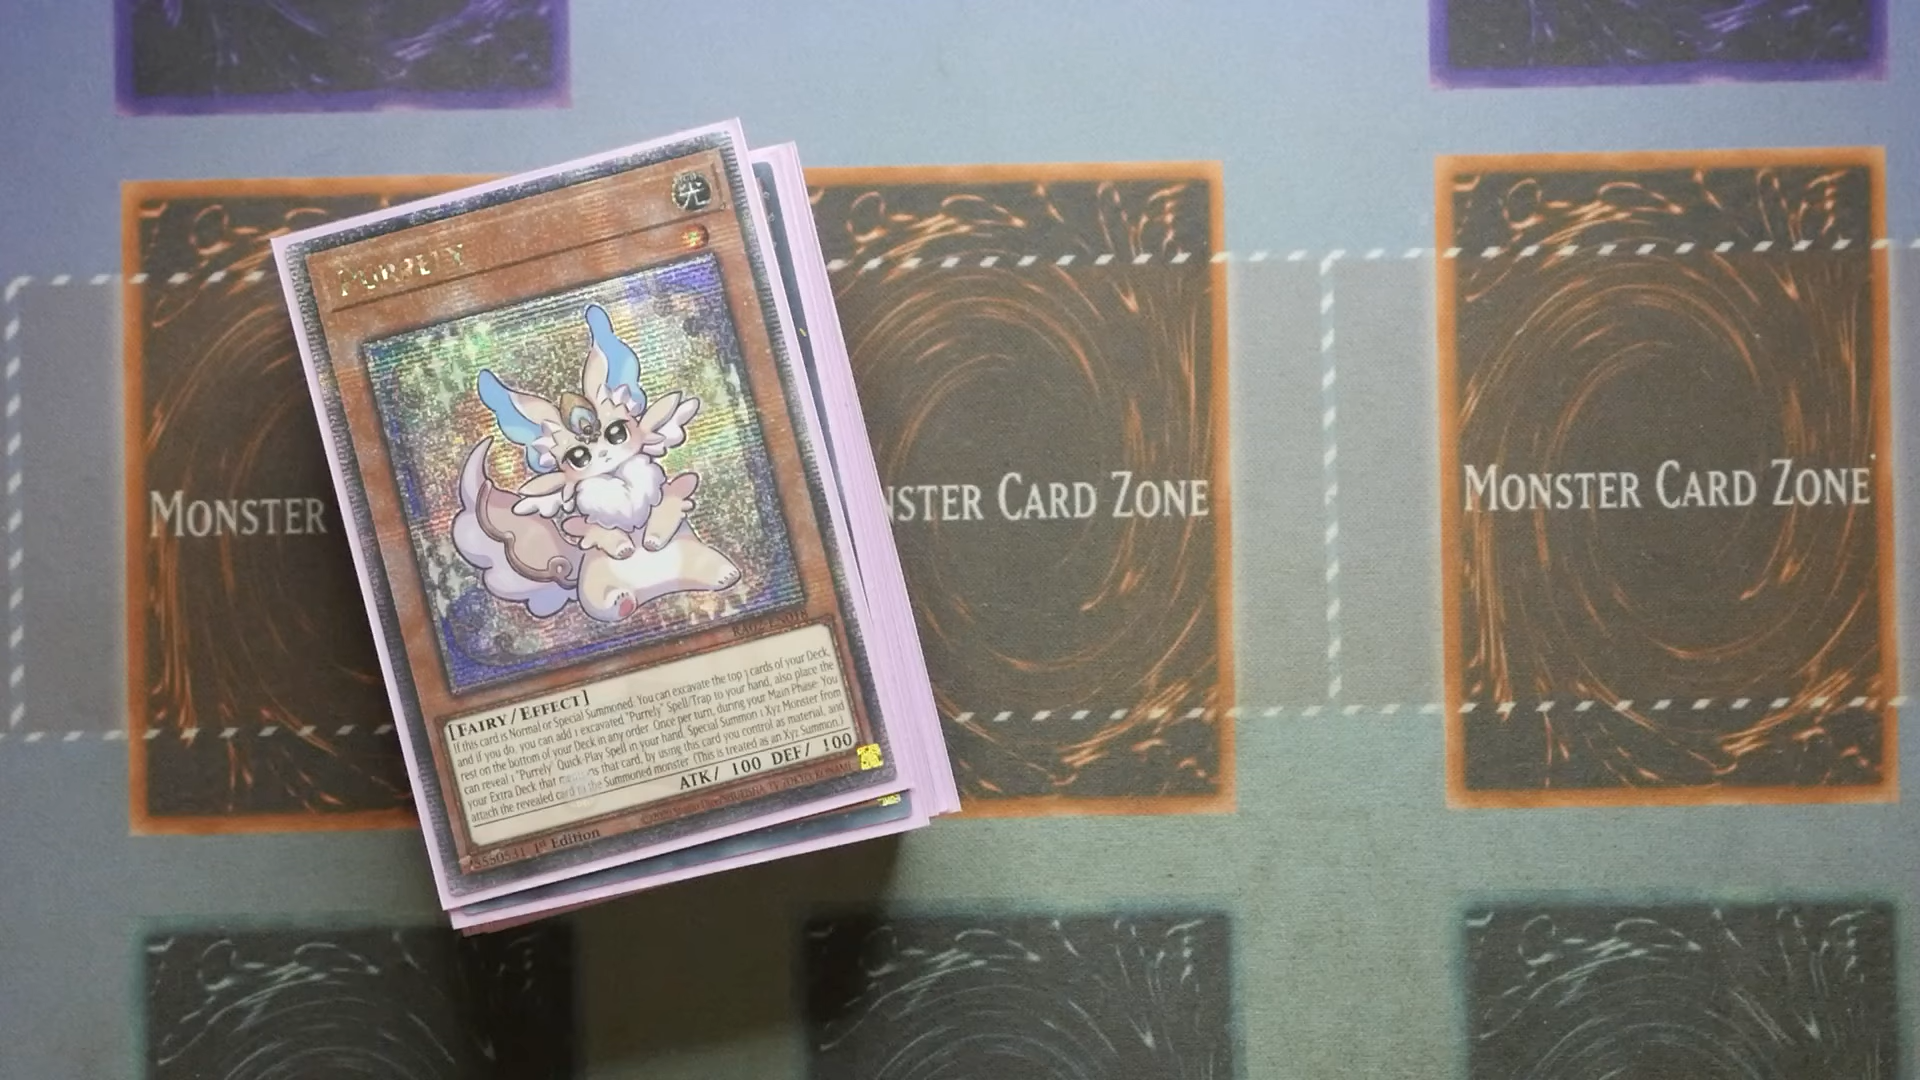 PURRELY
光
RA02-EN018
[FAIRY / EFFECT]
If this card is Normal or Special Summoned: You can excavate the top 3 cards of your Deck,
and if you do, you can add 1 excavated "Purrely" Spell/Trap to your hand, also place the
rest on the bottom of your Deck in any order. Once per turn, during your Main Phase: You
can reveal 1 "Purrely" Quick-Play Spell in your hand; Special Summon 1 Xyz Monster from
your Extra Deck that that card, by using this card you control as material, and
attach the revealed card to the Summoned monster. (This is treated as an Xyz Summon.)
ATK/ 100 DEF/ 100
1st Edition
MONSTER
NSTER CARD ZONE
MONSTER CARD ZONE